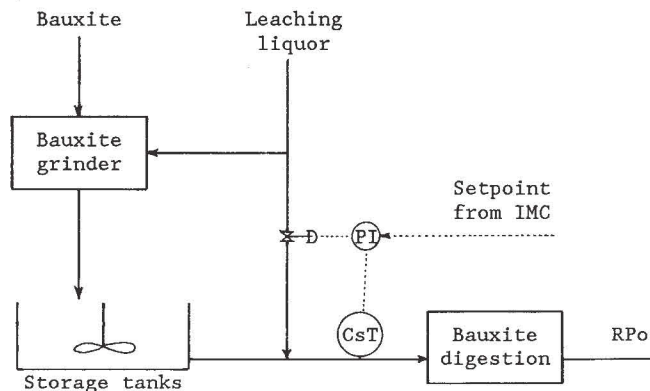 Bauxite
Leaching
liquor
Bauxite
grinder
Setpoint
from IMC
D
PI
CsT
Bauxite
digestion
RPo
Storage tanks